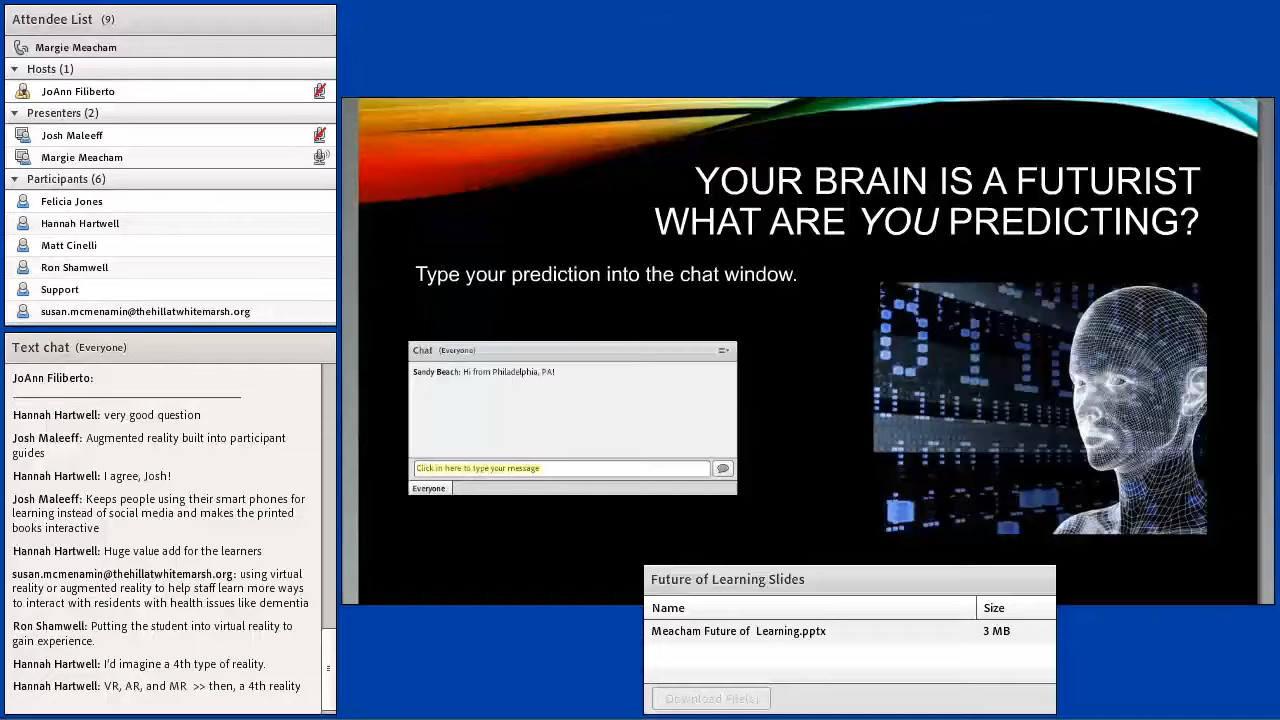 Attendee List (9)
Margie Meacham
Hosts (1)
JoAnn Filiberto
Presenters (2)
Josh Maleeff
Margie Meacham
Participants (6)
Felicia Jones
Hannah Hartwell
Matt Cinelli
Ron Shamwell
Support
susan.mcmenamin@thehillatwhitemarsh.org
Text chat (Everyone)
JoAnn Filiberto:
Hannah Hartwell: very good question
Josh Maleeff: Augmented reality built into participant
guides
Hannah Hartwell: I agree, Josh!
Josh Maleeff: Keeps people using their smart phones for
learning instead of social media and makes the printed
books interactive
Hannah Hartwell: Huge value add for the learners
susan.mcmenamin@thehillatwhitemarsh.org: using virtual
reality or augmented reality to help staff learn more ways
to interact with residents with health issues like dementia
Ron Shamwell: Putting the student into virtual reality to
gain experience.
Hannah Hartwell: I'd imagine a 4th type of reality.
Hannah Hartwell: VR, AR, and MR >> then, a 4th reality
YOUR BRAIN IS A FUTURIST
WHAT ARE YOU PREDICTING?
Type your prediction into the chat window.
Chat (Everyone)
Sandy Beach: Hi from Philadelphia, PA!
Click in here to type your message
Everyone
Future of Learning Slides
Name Size
Meacham Future of Learning.pptx 3 MB
Download File(s)